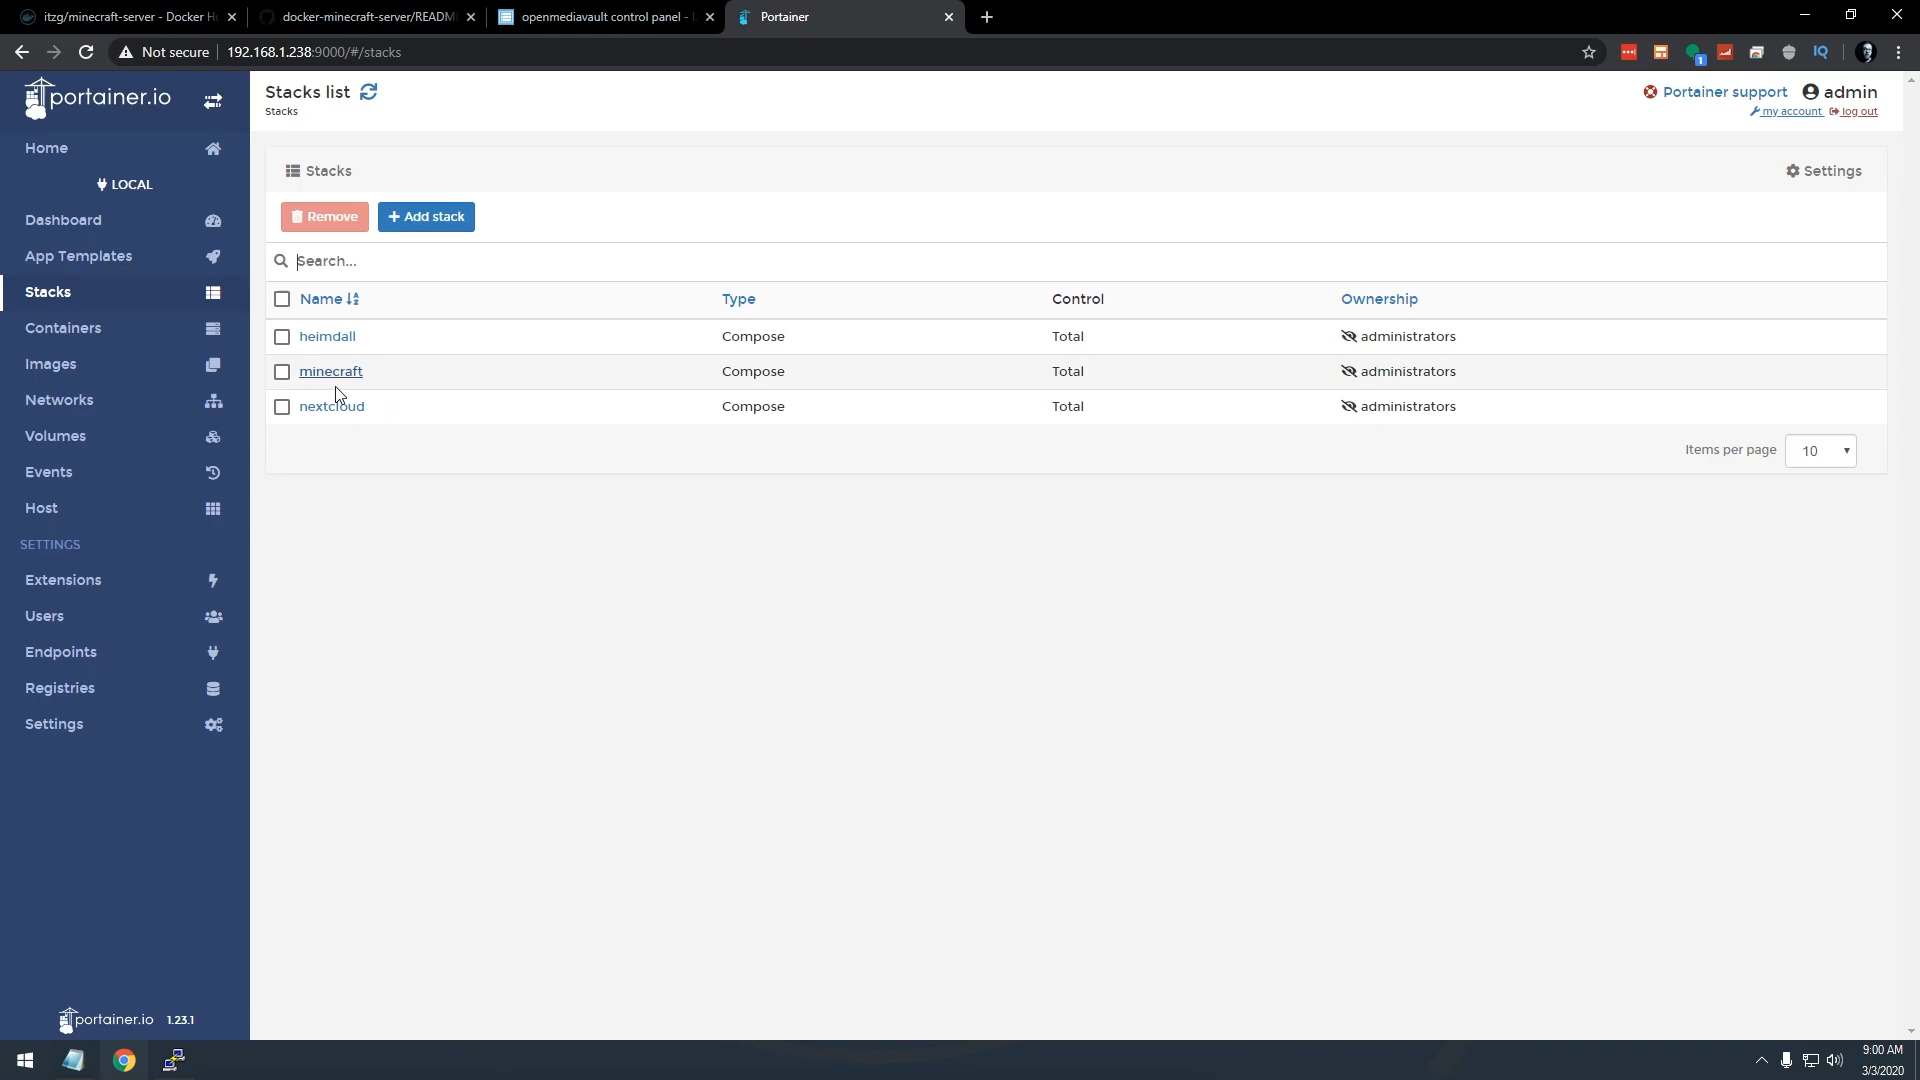 itzg/minecraft-server - Docker H
docker-minecraft-server/READM
openmediavault control panel -
Portainer
Not secure
192.168.1.238:9000/#/stacks
1
IQ
portainer.io
Home
LOCAL
Dashboard
App Templates
Stacks
Containers
Images
Networks
Volumes
Events
Host
SETTINGS
Extensions
Users
Endpoints
Registries
Settings
portainer.io 1.23.1
Stacks list
Stacks
Portainer support admin
my account log out
Stacks
Settings
Remove
Add stack
Search...
Name Type Control Ownership
heimdall Compose Total administrators
minecraft Compose Total administrators
nextcloud Compose Total administrators
Items per page 10
9:00 AM
3/3/2020